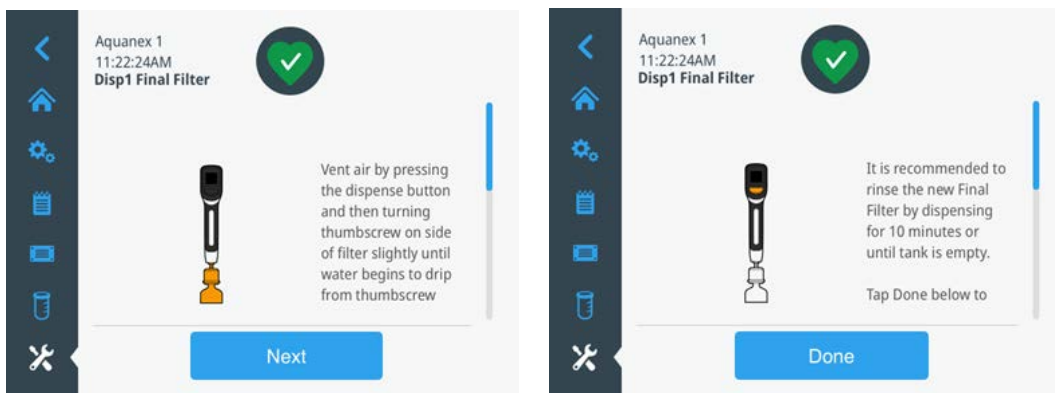 Aquanex 1
11:22:24AM
Disp1 Final Filter
Vent air by pressing
the dispense button
and then turning
thumbscrew on side
of filter slightly until
water begins to drip
from thumbscrew
Next
Aquanex 1
11:22:24AM
Disp1 Final Filter
It is recommended to
rinse the new Final
Filter by dispensing
for 10 minutes or
until tank is empty.
Tap Done below to
Done